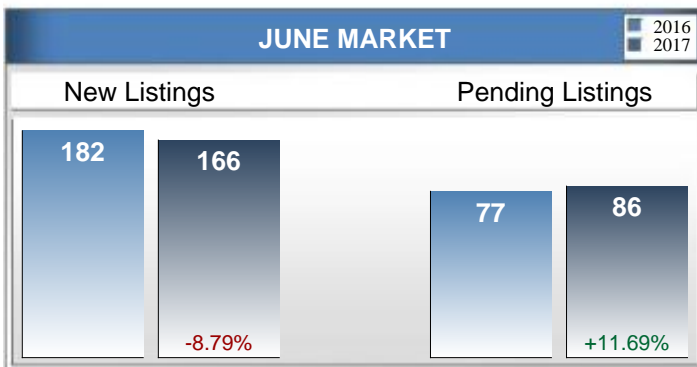 JUNE MARKET
2016
2017
New Listings
Pending Listings
182
166
77
86
-8.79%
+11.69%